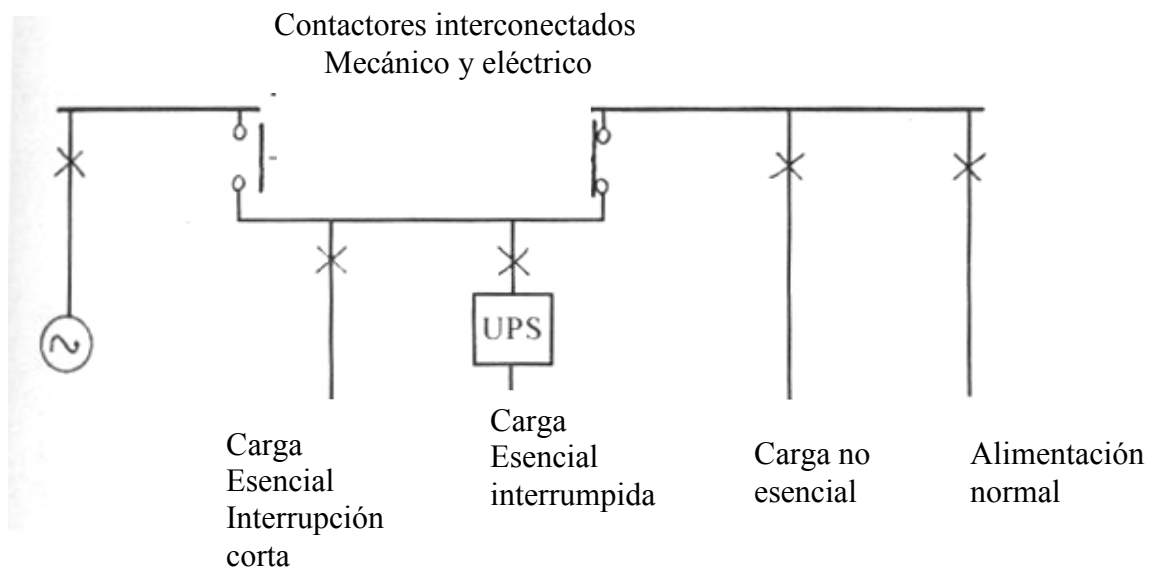 Contactores interconectados
Mecánico y eléctrico
UPS
Carga
Esencial
Interrupción
corta
Carga
Esencial
interrumpida
Carga no
esencial
Alimentación
normal